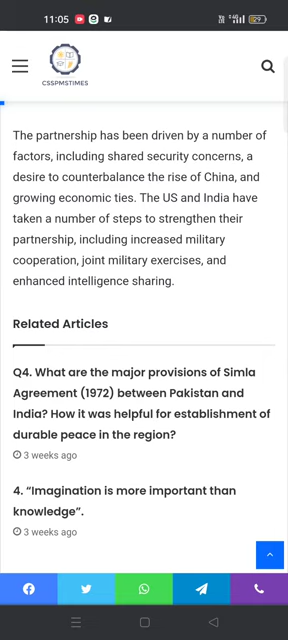 11:05
29
CSSPMSTIMES
The partnership has been driven by a number of
factors, including shared security concerns, a
desire to counterbalance the rise of China, and
growing economic ties. The US and India have
taken a number of steps to strengthen their
partnership, including increased military
cooperation, joint military exercises, and
enhanced intelligence sharing.
Related Articles
Q4. What are the major provisions of Simla
Agreement (1972) between Pakistan and
India? How it was helpful for establishment of
durable peace in the region?
3 weeks ago
4. “Imagination is more important than
knowledge”.
3 weeks ago